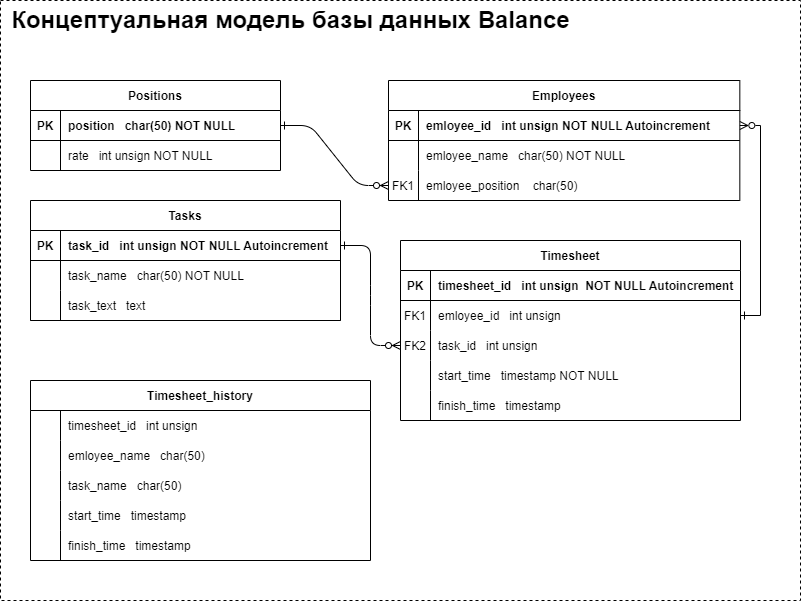 Концептуальная модель базы данных Balance
Positions
PK position char(50) NOT NULL
rate int unsign NOT NULL
Employees
PK emloyee_id int unsign NOT NULL Autoincrement
emloyee_name char(50) NOT NULL
FK1 emloyee_position char(50)
Tasks
PK task_id int unsign NOT NULL Autoincrement
task_name char(50) NOT NULL
task_text text
Timesheet
PK timesheet_id int unsign NOT NULL Autoincrement
FK1 emloyee_id int unsign
FK2 task_id int unsign
start_time timestamp NOT NULL
finish_time timestamp
Timesheet_history
timesheet_id int unsign
emloyee_name char(50)
task_name char(50)
start_time timestamp
finish_time timestamp